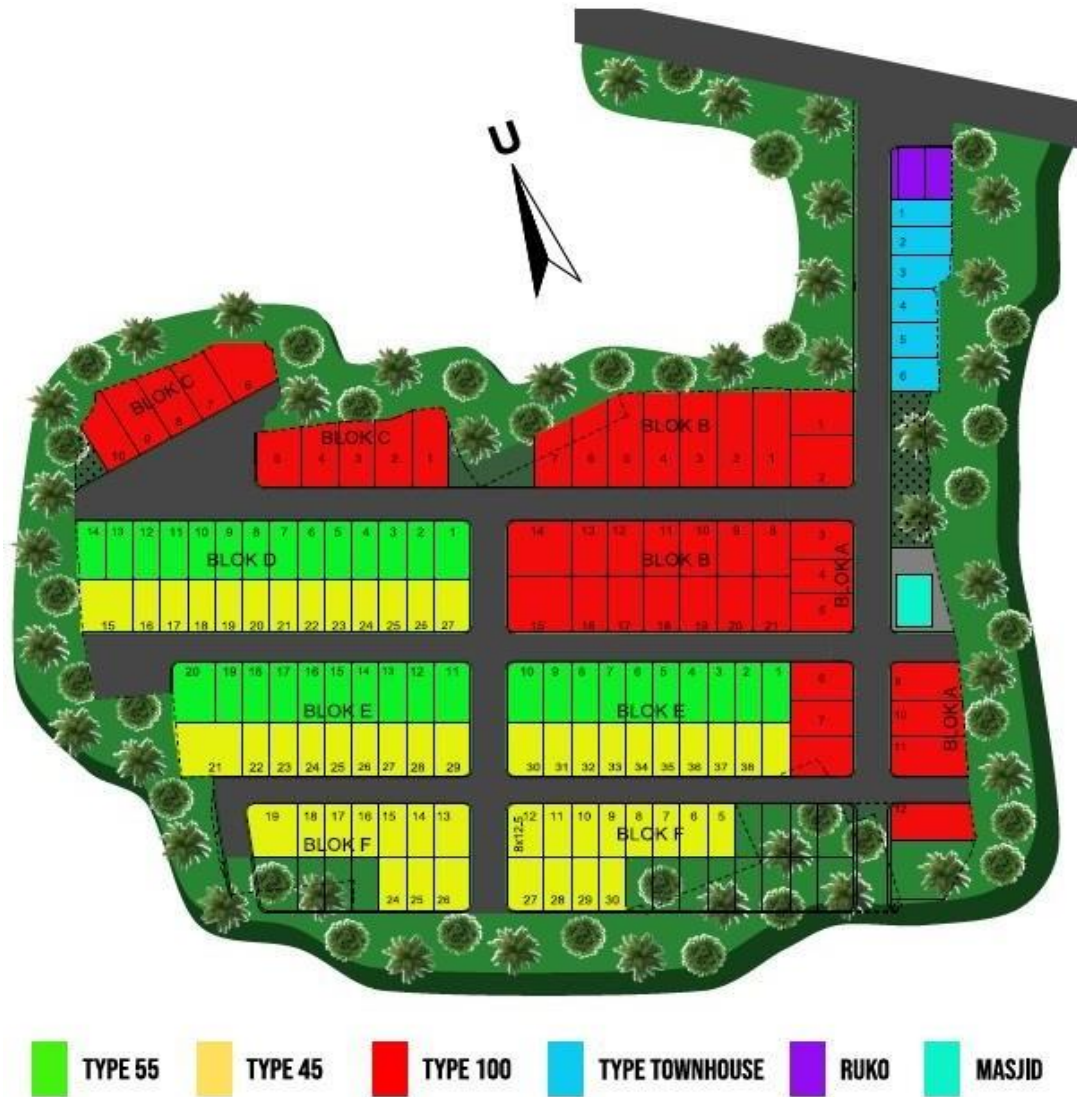 U
1
2
3
4
5
6
BLOK C
10 9 8 7 6
BLOK C
5 4 3 2 1
BLOK B
7 6 5 4 3 2 1
1
2
14 13 12 11 10 9 8 7 6 5 4 3 2 1
BLOK D
15 16 17 18 19 20 21 22 23 24 25 26 27
14 13 12 11 10 9 8
BLOK B
15 16 17 18 19 20 21
3
4
5
BLOK A
20 19 18 17 16 15 14 13 12 11
BLOK E
21 22 23 24 25 26 27 28 29
10 9 8 7 6 5 4 3 2 1
BLOK E
30 31 32 33 34 35 36 37 38
6
7
9
10
11
BLOK A
12
19 18 17 16 15 14 13
BLOK F
24 25 26
8x12,5
12 11 10 9 8 7 6 5
BLOK F
27 28 29 30
TYPE 55
TYPE 45
TYPE 100
TYPE TOWNHOUSE
RUKO
MASJID